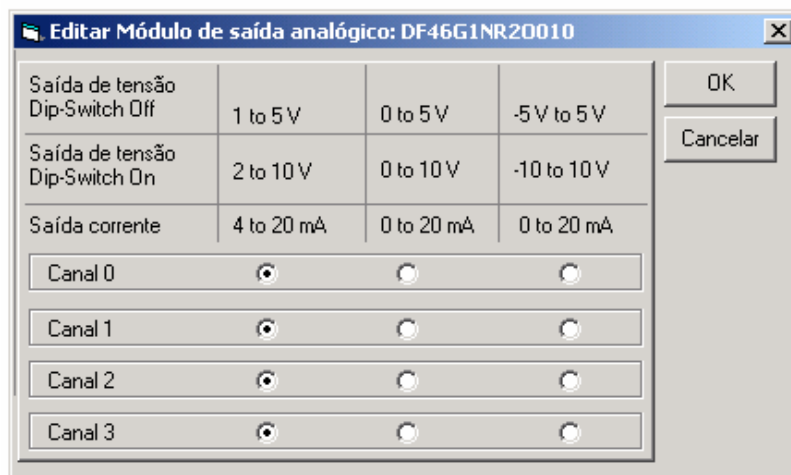 Editar Módulo de saída analógico: DF46G1NR2O010
Saída de tensão
Dip-Switch Off
1 to 5 V
0 to 5 V
-5 V to 5 V
OK
Saída de tensão
Dip-Switch On
2 to 10 V
0 to 10 V
-10 to 10 V
Cancelar
Saída corrente
4 to 20 mA
0 to 20 mA
0 to 20 mA
Canal 0
Canal 1
Canal 2
Canal 3